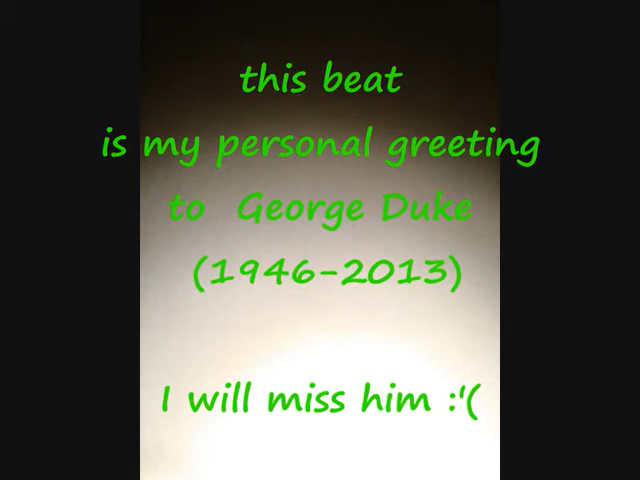 this beat
is my personal greeting
to George Duke
(1946-2013)
I will miss him :'(